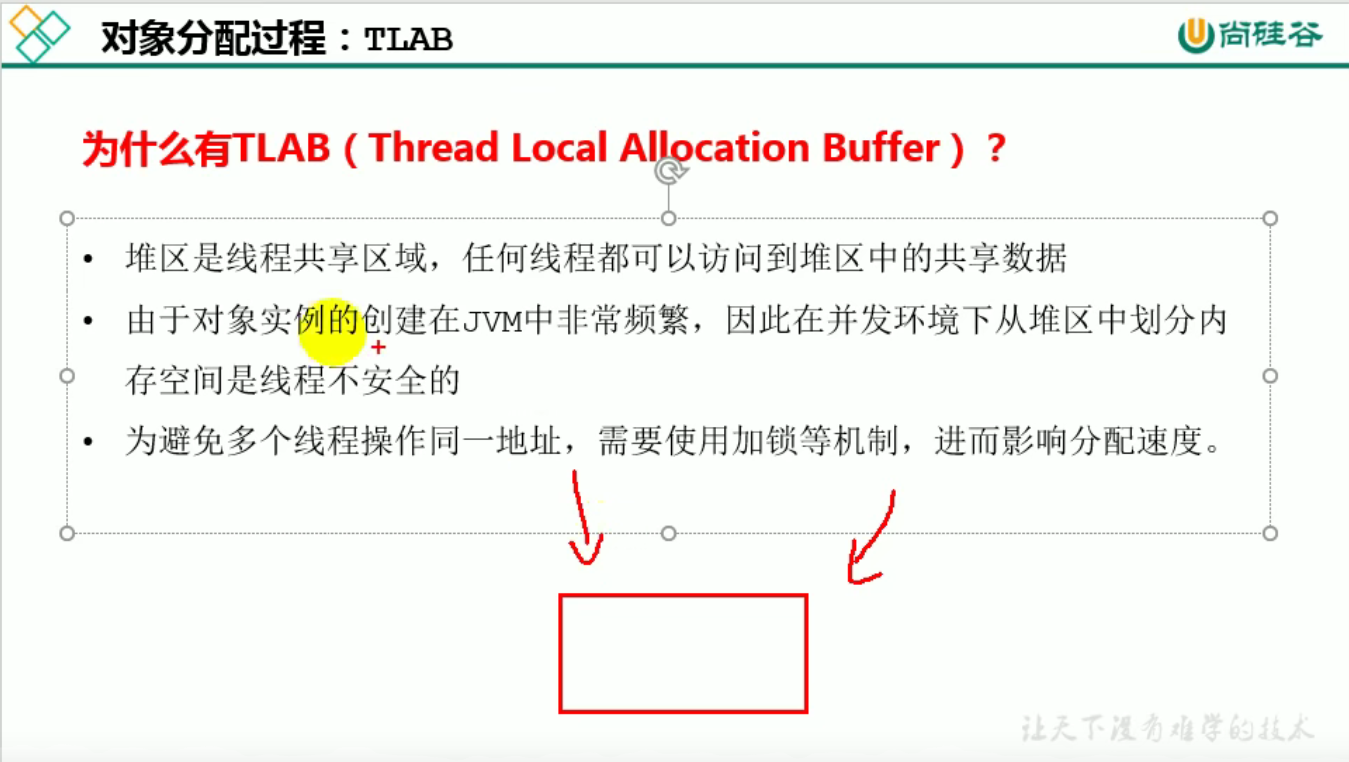 对象分配过程：TLAB
尚硅谷
为什么有TLAB（Thread Local Allocation Buffer）？
• 堆区是线程共享区域，任何线程都可以访问到堆区中的共享数据
• 由于对象实例的创建在JVM中非常频繁，因此在并发环境下从堆区中划分内
存空间是线程不安全的
• 为避免多个线程操作同一地址，需要使用加锁等机制，进而影响分配速度。
让天下没有难学的技术